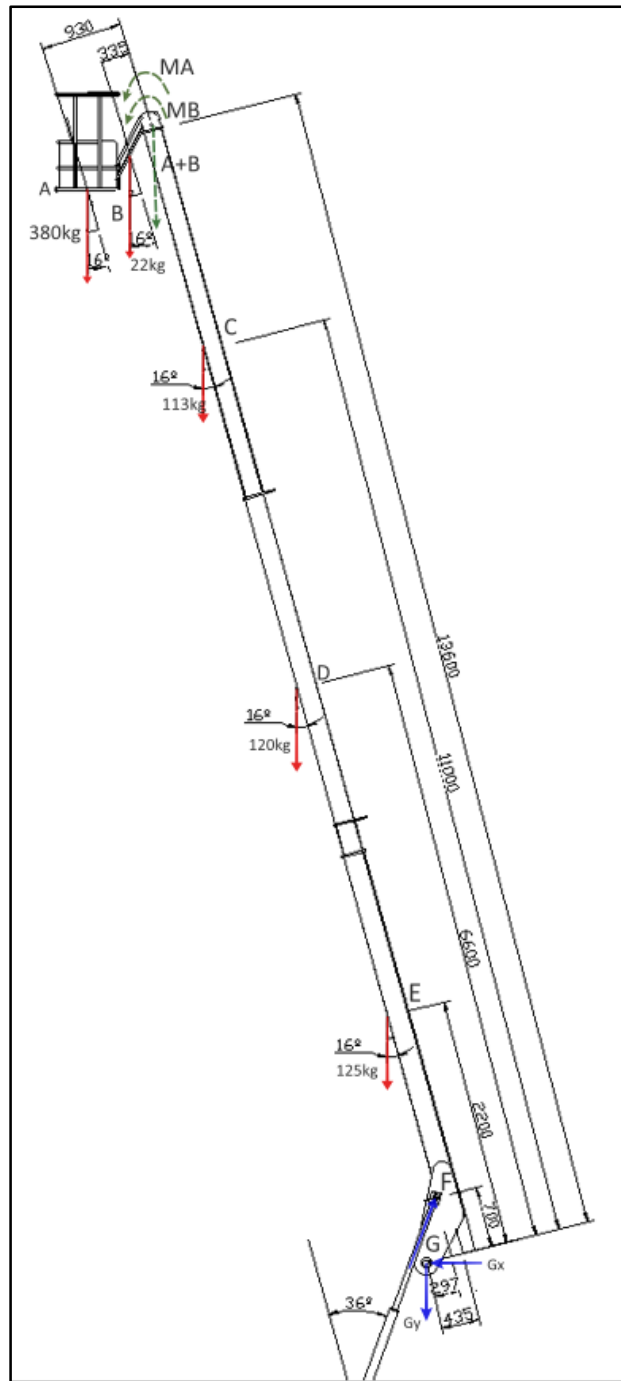 930
335
MA
MB
A+B
A
B
380kg
16º
16º
22kg
C
16º
113kg
13600
D
11000
16º
120kg
6600
E
16º
125kg
2200
F
700
G
Gx
297
36º
Gy
435